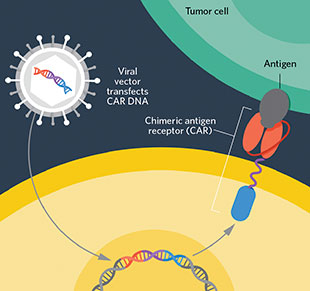 Tumor cell
Antigen
Viral
vector
transfects
CAR DNA
Chimeric antigen
receptor (CAR)